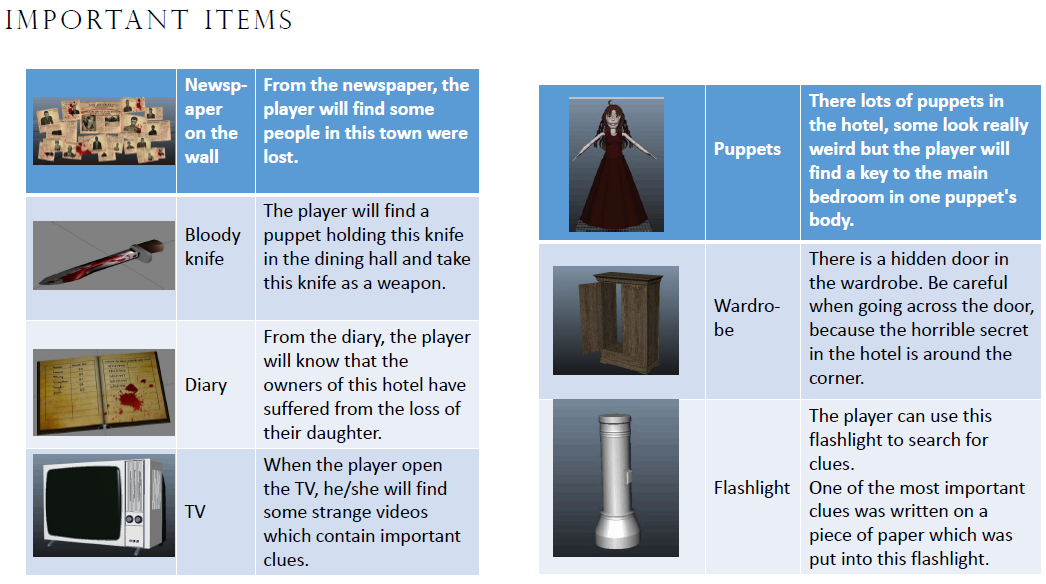 IMPORTANT ITEMS
Newsp-
aper
on the
wall
From the newspaper, the
player will find some
people in this town were
lost.
Bloody
knife
The player will find a
puppet holding this knife
in the dining hall and take
this knife as a weapon.
Diary
From the diary, the player
will know that the
owners of this hotel have
suffered from the loss of
their daughter.
TV
When the player open
the TV, he/she will find
some strange videos
which contain important
clues.
Puppets
There lots of puppets in
the hotel, some look really
weird but the player will
find a key to the main
bedroom in one puppet's
body.
Wardro-
be
There is a hidden door in
the wardrobe. Be careful
when going across the door,
because the horrible secret
in the hotel is around the
corner.
Flashlight
The player can use this
flashlight to search for
clues.
One of the most important
clues was written on a
piece of paper which was
put into this flashlight.